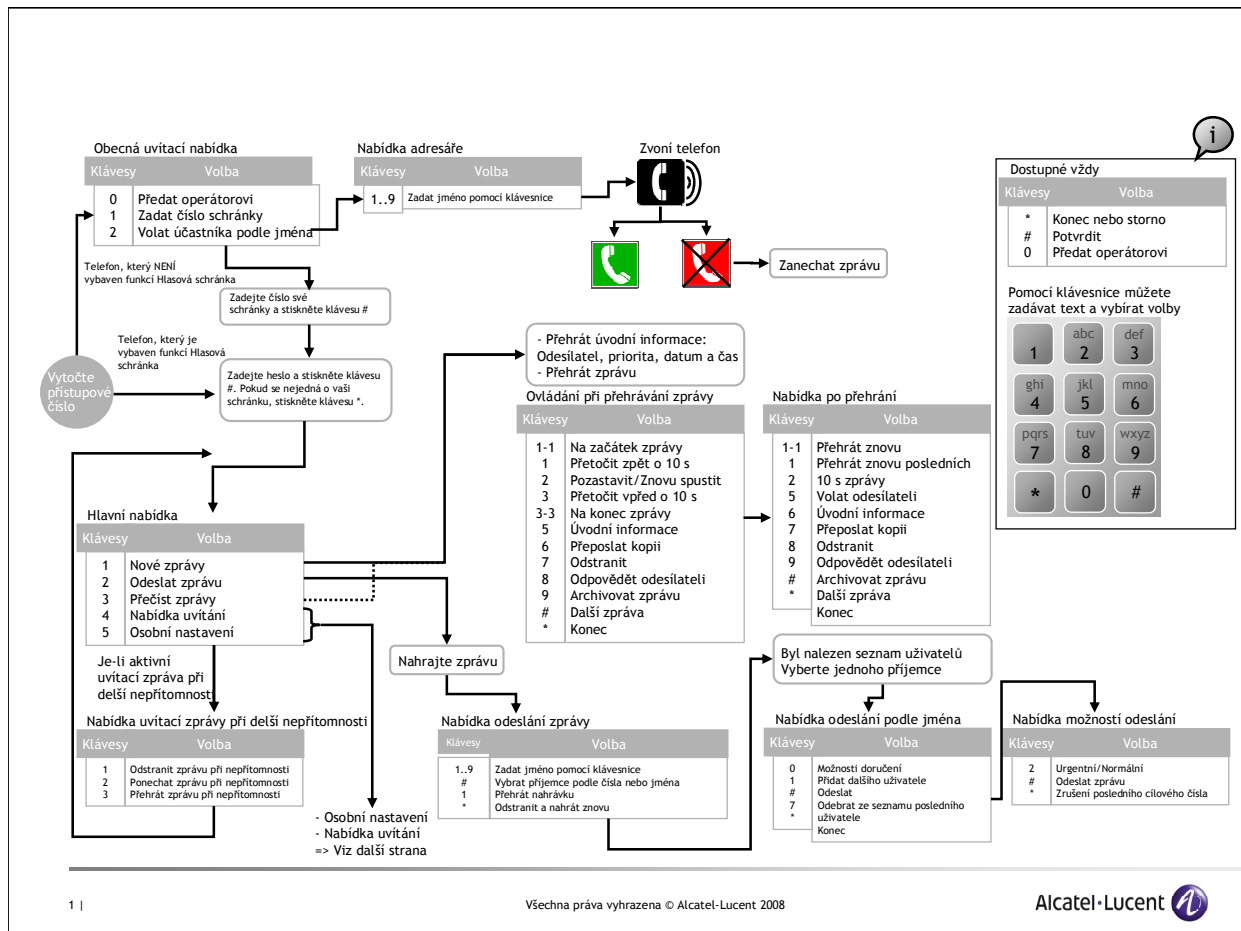 Obecná uvítací nabídka
Klávesy Volba
0 Předat operátorovi
1 Zadat číslo schránky
2 Volat účastníka podle jména
Nabídka adresáře
Klávesy Volba
1..9 Zadat jméno pomocí klávesnice
Zvoní telefon
Zanechat zprávu
i
Dostupné vždy
Klávesy Volba
* Konec nebo storno
# Potvrdit
0 Předat operátorovi
Pomocí klávesnice můžete
zadávat text a vybírat volby
abc def
1 2 3
ghi jkl mno
4 5 6
pqrs tuv wxyz
7 8 9
* 0 #
Telefon, který NENÍ
vybaven funkcí Hlasová schránka
Zadejte číslo své
schránky a stiskněte klávesu #
Telefon, který je
vybaven funkcí Hlasová
schránka
Vytočte
přístupové
číslo
Zadejte heslo a stiskněte klávesu
#. Pokud se nejedná o vaši
schránku, stiskněte klávesu *.
- Přehrát úvodní informace:
Odesílatel, priorita, datum a čas
- Přehrát zprávu
Ovládání při přehrávání zprávy
Klávesy Volba
1-1 Na začátek zprávy
1 Přetočit zpět o 10 s
2 Pozastavit/Znovu spustit
3 Přetočit vpřed o 10 s
3-3 Na konec zprávy
5 Úvodní informace
6 Přeposlat kopii
7 Odstranit
8 Odpovědět odesílateli
9 Archivovat zprávu
# Další zpráva
* Konec
Nabídka po přehrání
Klávesy Volba
1-1 Přehrát znovu
1 Přehrát znovu posledních
2 10 s zprávy
5 Volat odesílateli
6 Úvodní informace
7 Přeposlat kopii
8 Odstranit
9 Odpovědět odesílateli
# Archivovat zprávu
* Další zpráva
Konec
Hlavní nabídka
Klávesy Volba
1 Nové zprávy
2 Odeslat zprávu
3 Přečíst zprávy
4 Nabídka uvítání
5 Osobní nastavení
Je-li aktivní
uvítací zpráva při
delší nepřítomnosti
Nahrajte zprávu
Byl nalezen seznam uživatelů
Vyberte jednoho příjemce
Nabídka uvítací zprávy při delší nepřítomnosti
Klávesy Volba
1 Odstranit zprávu při nepřítomnosti
2 Ponechat zprávu při nepřítomnosti
3 Přehrát zprávu při nepřítomnosti
- Osobní nastavení
- Nabídka uvítání
=> Viz další strana
Nabídka odeslání zprávy
Klávesy Volba
1..9 Zadat jméno pomocí klávesnice
# Vybrat příjemce podle čísla nebo jména
1 Přehrát nahrávku
* Odstranit a nahrát znovu
Nabídka odeslání podle jména
Klávesy Volba
0 Možnosti doručení
1 Přidat dalšího uživatele
# Odeslat
7 Odebrat ze seznamu posledního
* uživatele
Konec
Nabídka možností odeslání
Klávesy Volba
2 Urgentní/Normální
# Odeslat zprávu
* Zrušení posledního cílového čísla
1 |
Všechna práva vyhrazena © Alcatel-Lucent 2008
Alcatel·Lucent